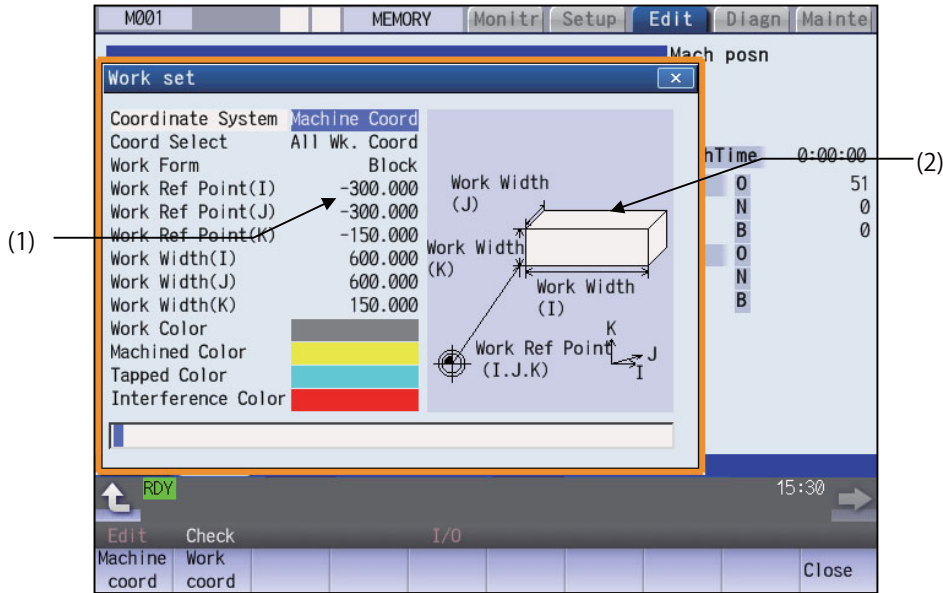 M001 MEMORY Monitr Setup Edit Diagn Mainte
Mach posn
Work set
Coordinate System Machine Coord
Coord Select All Wk. Coord
Work Form Block
Work Ref Point(I) -300.000
Work Ref Point(J) -300.000
Work Ref Point(K) -150.000
Work Width(I) 600.000
Work Width(J) 600.000
Work Width(K) 150.000
Work Color
Machined Color
Tapped Color
Interference Color
Work Width
(J)
Work Width
(K)
Work Width
(I)
Work Ref Point
(I.J.K)
K
J
I
hTime 0:00:00
O 51
N 0
B 0
O
N
B
(1)
(2)
RDY 15:30
Edit Check I/O
Machine coord
Work coord
Close